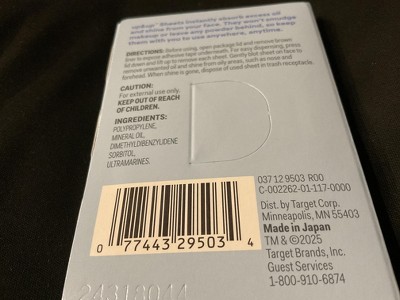 up&up™ Sheets instantly absorb excess oil
and shine from your face. They won't smudge
makeup or leave any powder behind, so keep
them with you to use anywhere, anytime.
DIRECTIONS: Before using, open package lid and remove brown
liner to expose adhesive tape underneath. For easy dispensing, press
lid down and lift up to remove each sheet. Gently blot sheet on face to
remove unwanted oil and shine from oily areas, such as nose and
forehead. When shine is gone, dispose of used sheet in trash receptacle.
CAUTION:
For external use only.
KEEP OUT OF REACH
OF CHILDREN.
INGREDIENTS:
POLYPROPYLENE,
MINERAL OIL,
DIMETHYLDIBENZYLIDENE
SORBITOL,
ULTRAMARINES.
037 12 9503 R00
C-002262-01-117-0000
Dist. by Target Corp.
Minneapolis, MN 55403
Made in Japan
TM & ©2025
Target Brands, Inc.
Guest Services
1-800-910-6874
0 77443 29503 4
24318044